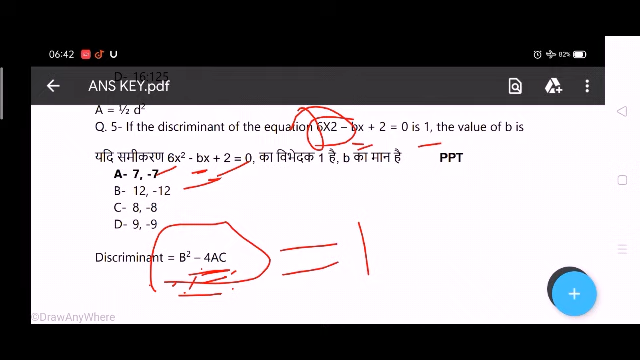 06:42
82%
D- 16:125
ANS KEY.pdf
A = ½ d²
Q. 5- If the discriminant of the equation 6X2 – bx + 2 = 0 is 1, the value of b is
यदि समीकरण 6x² - bx + 2 = 0, का विभेदक 1 है, b का मान है PPT
A- 7, -7
B- 12, -12
C- 8, -8
D- 9, -9
Discriminant = B² – 4AC = 1
©DrawAnyWhere